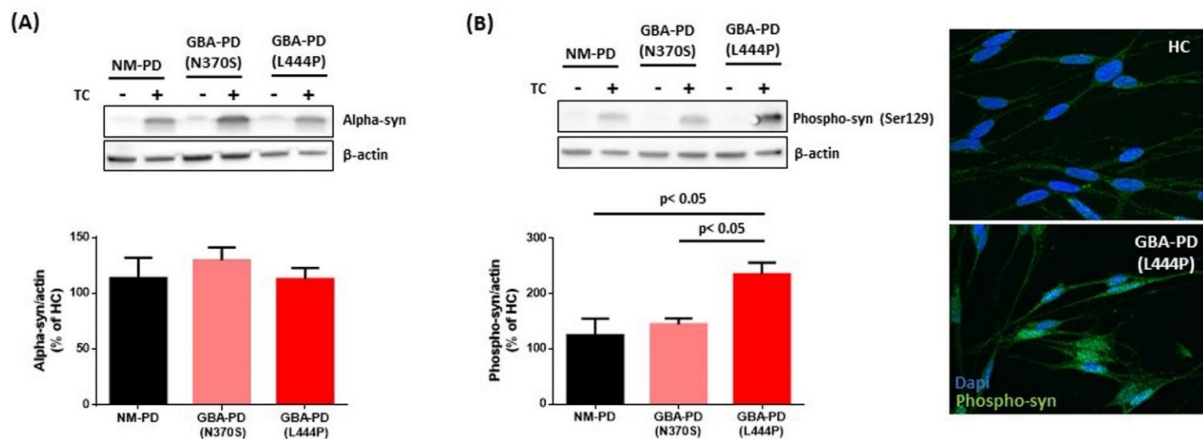 (A)
NM-PD
GBA-PD
(N370S)
GBA-PD
(L444P)
TC - + - + - +
Alpha-syn
β-actin
Alpha-syn/actin
(% of HC)
150
100
50
0
NM-PD
GBA-PD
(N370S)
GBA-PD
(L444P)
(B)
NM-PD
GBA-PD
(N370S)
GBA-PD
(L444P)
TC - + - + - +
Phospho-syn (Ser129)
β-actin
p< 0.05
p< 0.05
Phospho-syn/actin
(% of HC)
300
200
100
0
NM-PD
GBA-PD
(N370S)
GBA-PD
(L444P)
HC
GBA-PD
(L444P)
Dapi
Phospho-syn